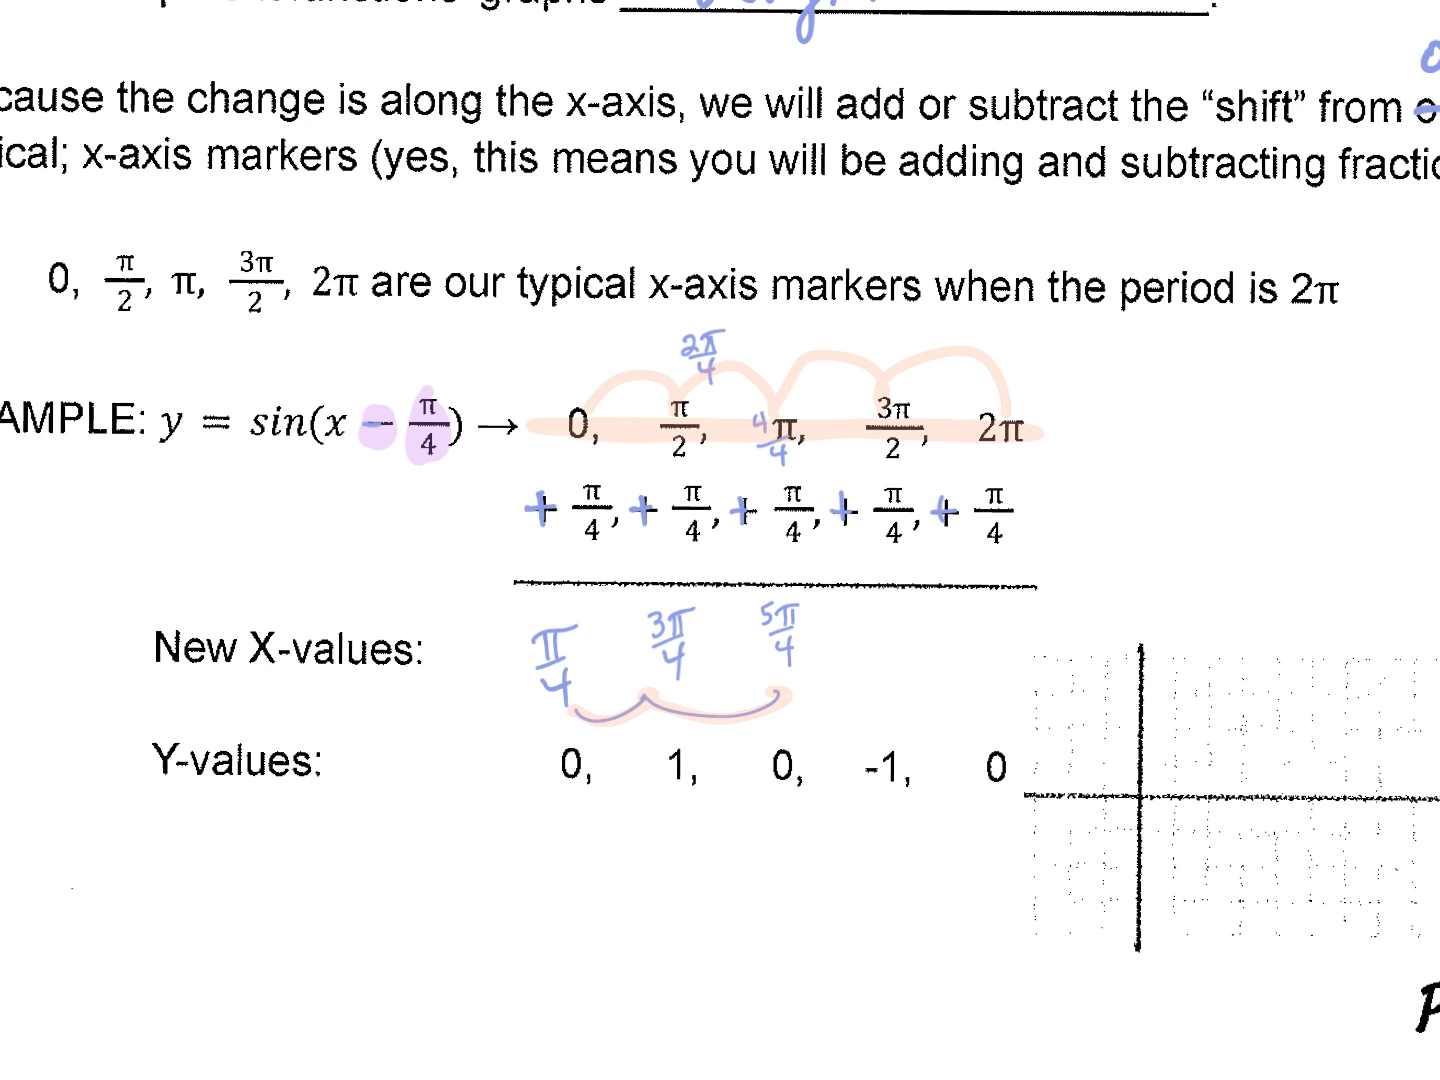 cause the change is along the x-axis, we will add or subtract the “shift” from
ical; x-axis markers (yes, this means you will be adding and subtracting fractic
0, π/2, π, 3π/2, 2π are our typical x-axis markers when the period is 2π
2π/4
AMPLE: y = sin(x − π/4) → 0, π/2, 4/4 π, 3π/2, 2π
+ π/4, + π/4, + π/4, + π/4, + π/4
New X-values: π/4 3π/4 5π/4
Y-values: 0, 1, 0, -1, 0